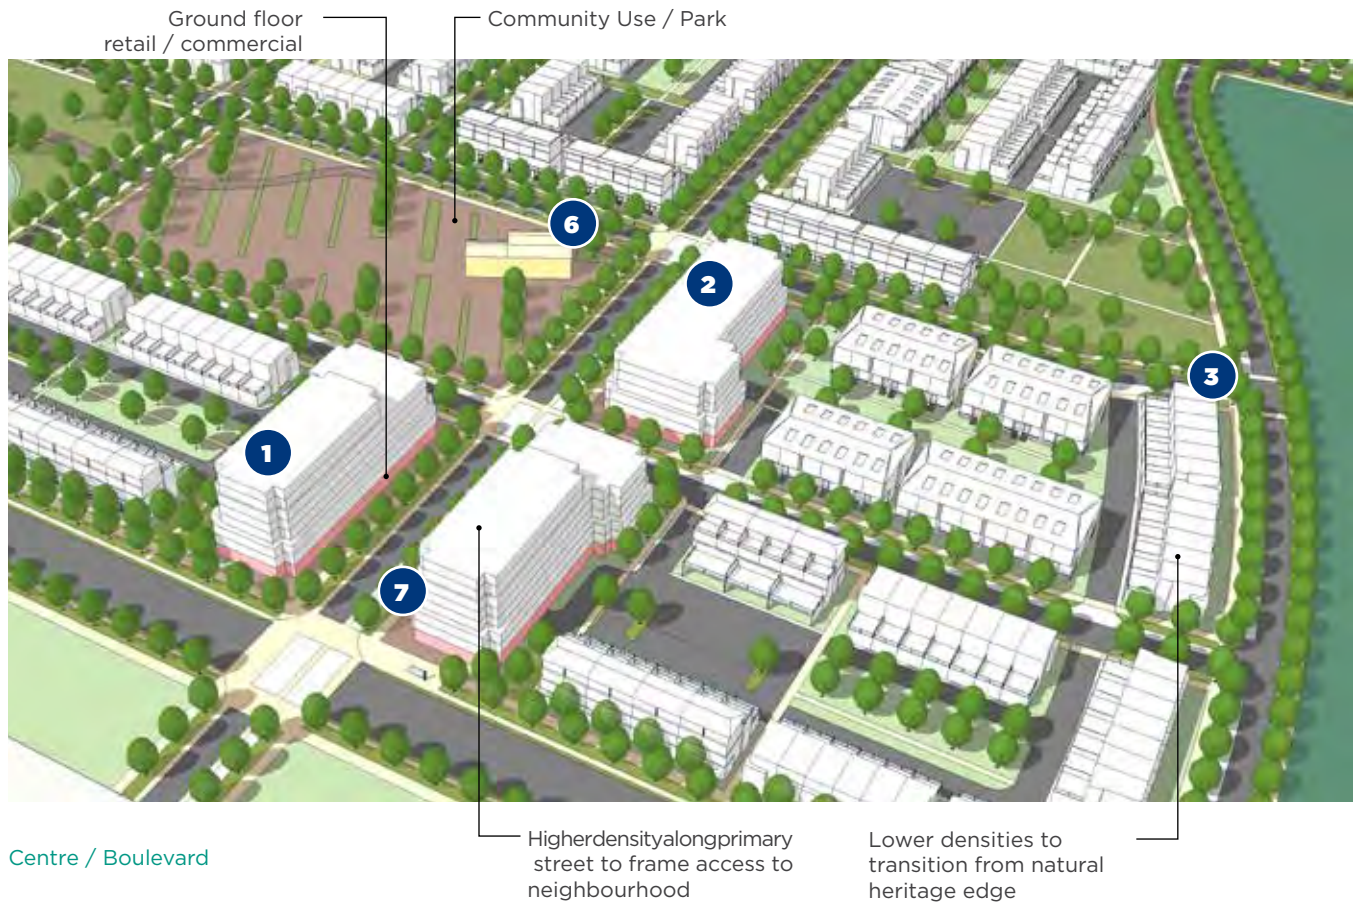 Ground floor
retail / commercial
Community Use / Park
6
2
3
1
7
Centre / Boulevard
Higherdensityalongprimary
street to frame access to
neighbourhood
Lower densities to
transition from natural
heritage edge